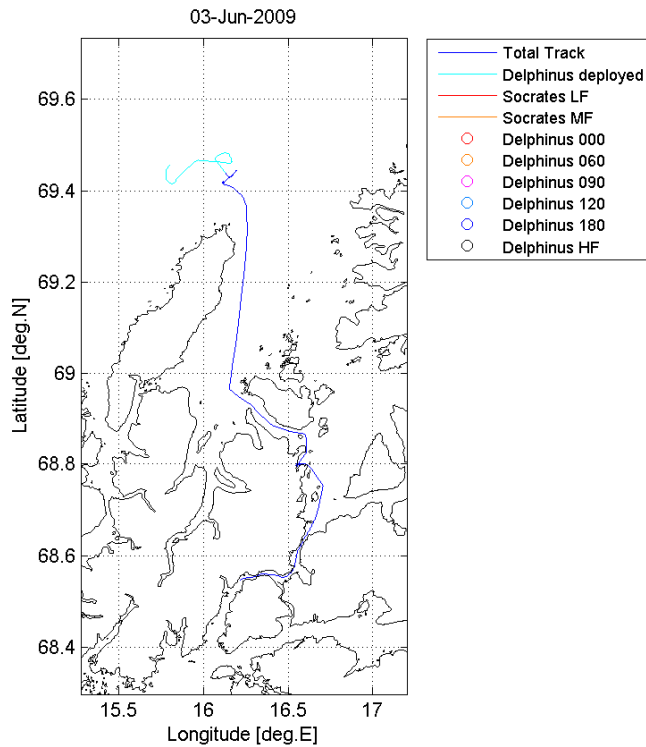 03-Jun-2009
Total Track
Delphinus deployed
Socrates LF
Socrates MF
Delphinus 000
Delphinus 060
Delphinus 090
Delphinus 120
Delphinus 180
Delphinus HF
69.6
69.4
69.2
69
68.8
68.6
68.4
Latitude [deg.N]
15.5 16 16.5 17
Longitude [deg.E]